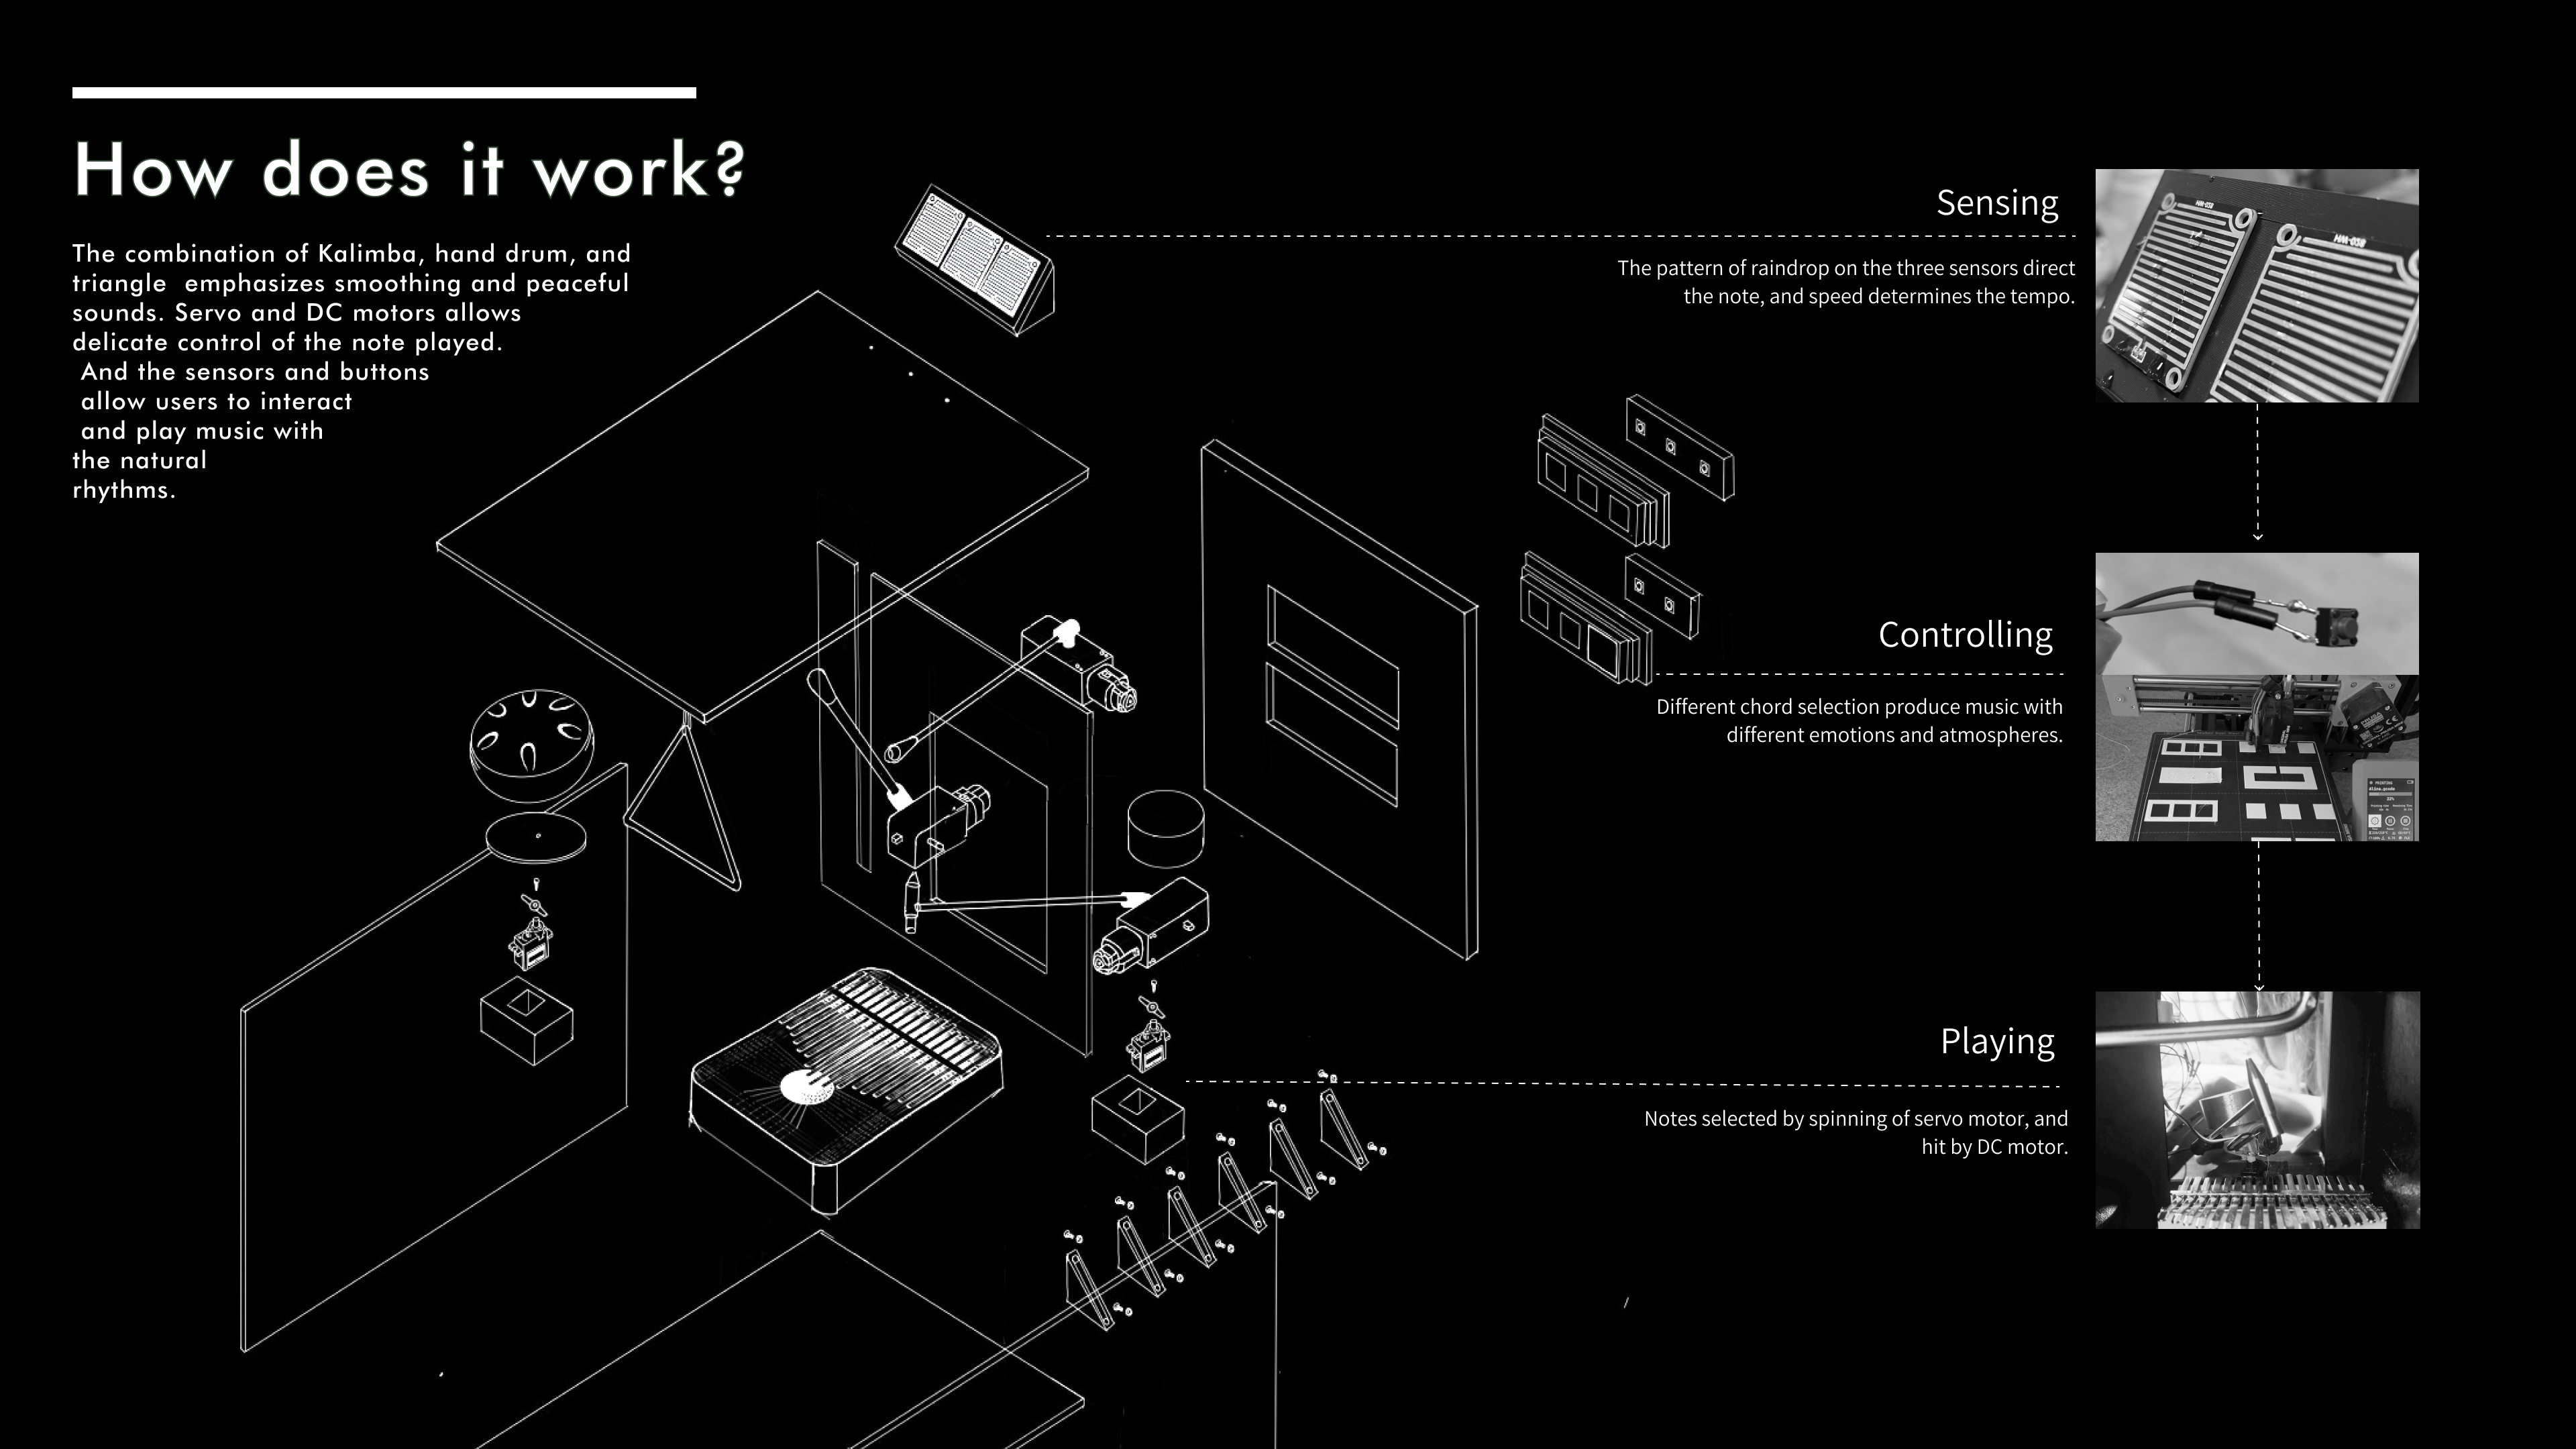 How does it work?
The combination of Kalimba, hand drum, and
triangle  emphasizes smoothing and peaceful
sounds. Servo and DC motors allows
delicate control of the note played.
And the sensors and buttons
allow users to interact
and play music with
the natural
rhythms.
Sensing
The pattern of raindrop on the three sensors direct
the note, and speed determines the tempo.
Controlling
Different chord selection produce music with
different emotions and atmospheres.
Playing
Notes selected by spinning of servo motor, and
hit by DC motor.